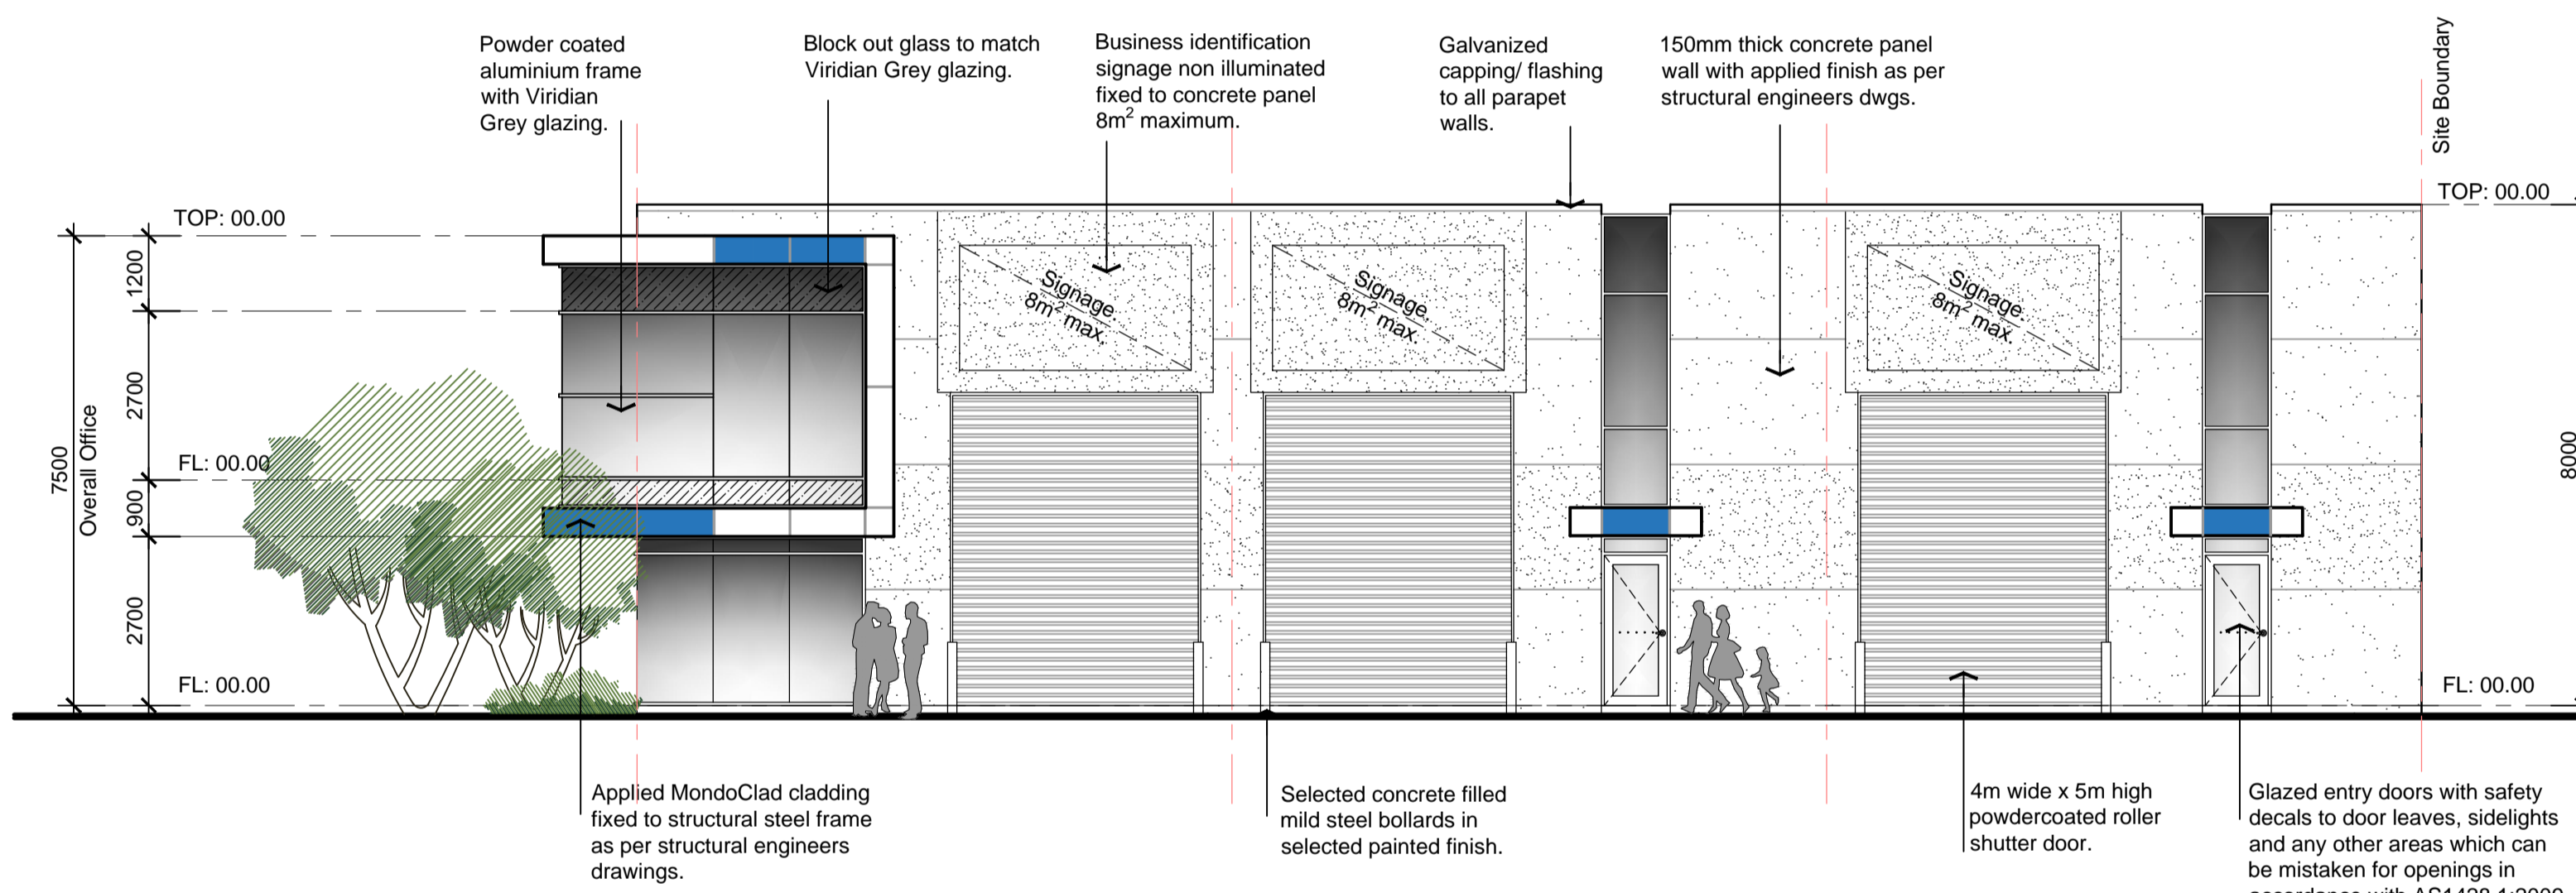 Powder coated
aluminium frame
with Viridian
Grey glazing.
Block out glass to match
Viridian Grey glazing.
Business identification
signage non illuminated
fixed to concrete panel
8m² maximum.
Galvanized
capping/ flashing
to all parapet
walls.
150mm thick concrete panel
wall with applied finish as per
structural engineers dwgs.
Site Boundary
TOP: 00.00
TOP: 00.00
1200
2700
900
2700
7500
Overall Office
FL: 00.00
FL: 00.00
Signage.
8m² max.
Signage.
8m² max.
Signage.
8m² max.
8000
FL: 00.00
Applied MondoClad cladding
fixed to structural steel frame
as per structural engineers
drawings.
Selected concrete filled
mild steel bollards in
selected painted finish.
4m wide x 5m high
powdercoated roller
shutter door.
Glazed entry doors with safety
decals to door leaves, sidelights
and any other areas which can
be mistaken for openings in
accordance with